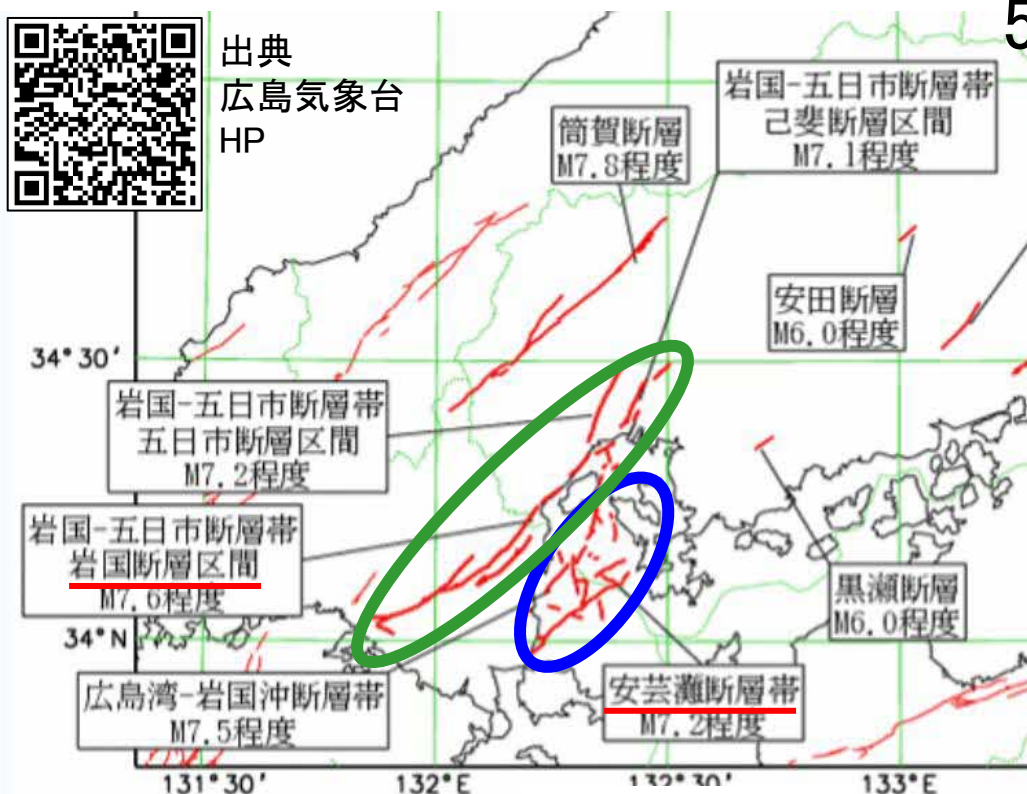 出典
広島気象台
HP
5
岩国-五日市断層帯
己斐断層区間
M7.1程度
筒賀断層
M7.8程度
安田断層
M6.0程度
34°30′
岩国-五日市断層帯
五日市断層区間
M7.2程度
岩国-五日市断層帯
岩国断層区間
M7.6程度
黒瀬断層
M6.0程度
34°N
広島湾-岩国沖断層帯
M7.5程度
安芸灘断層帯
M7.2程度
131°30′
132°E
132°30′
133°E